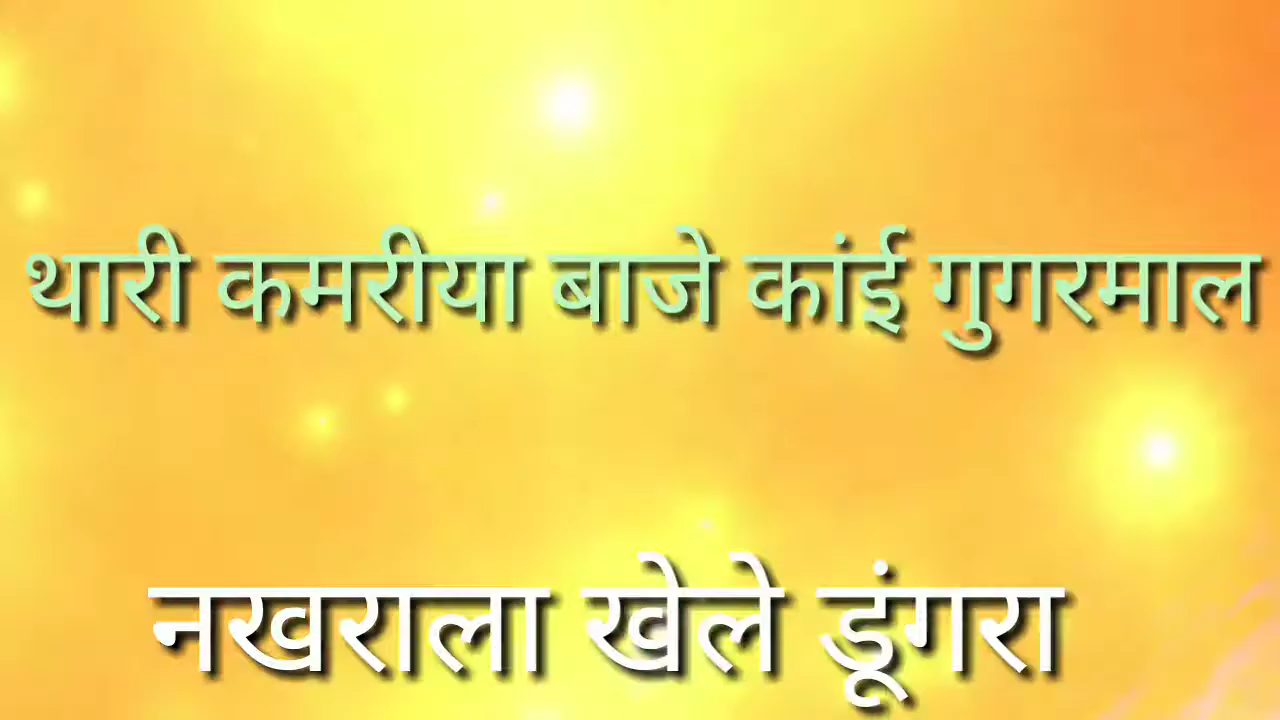 थारी कमरीया बाजे कांई गुगरमाल
नखराला खेले डूंगरा